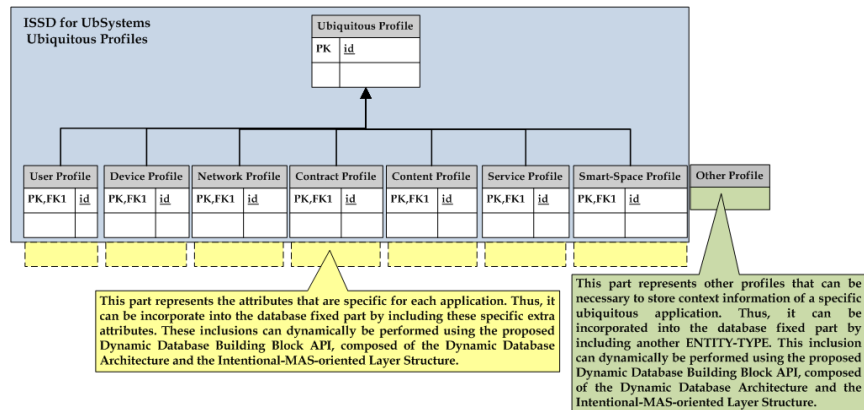 ISSD for UbSystems
Ubiquitous Profiles
Ubiquitous Profile
PK id
User Profile
PK,FK1 id
Device Profile
PK,FK1 id
Network Profile
PK,FK1 id
Contract Profile
PK,FK1 id
Content Profile
PK,FK1 id
Service Profile
PK,FK1 id
Smart-Space Profile
PK,FK1 id
Other Profile
This part represents the attributes that are specific for each application. Thus, it
can be incorporate into the database fixed part by including these specific extra
attributes. These inclusions can dynamically be performed using the proposed
Dynamic Database Building Block API, composed of the Dynamic Database
Architecture and the Intentional-MAS-oriented Layer Structure.
This part represents other profiles that can be
necessary to store context information of a specific
ubiquitous application. Thus, it can be
incorporated into the database fixed part by
including another ENTITY-TYPE. This inclusion
can dynamically be performed using the proposed
Dynamic Database Building Block API, composed
of the Dynamic Database Architecture and the
Intentional-MAS-oriented Layer Structure.